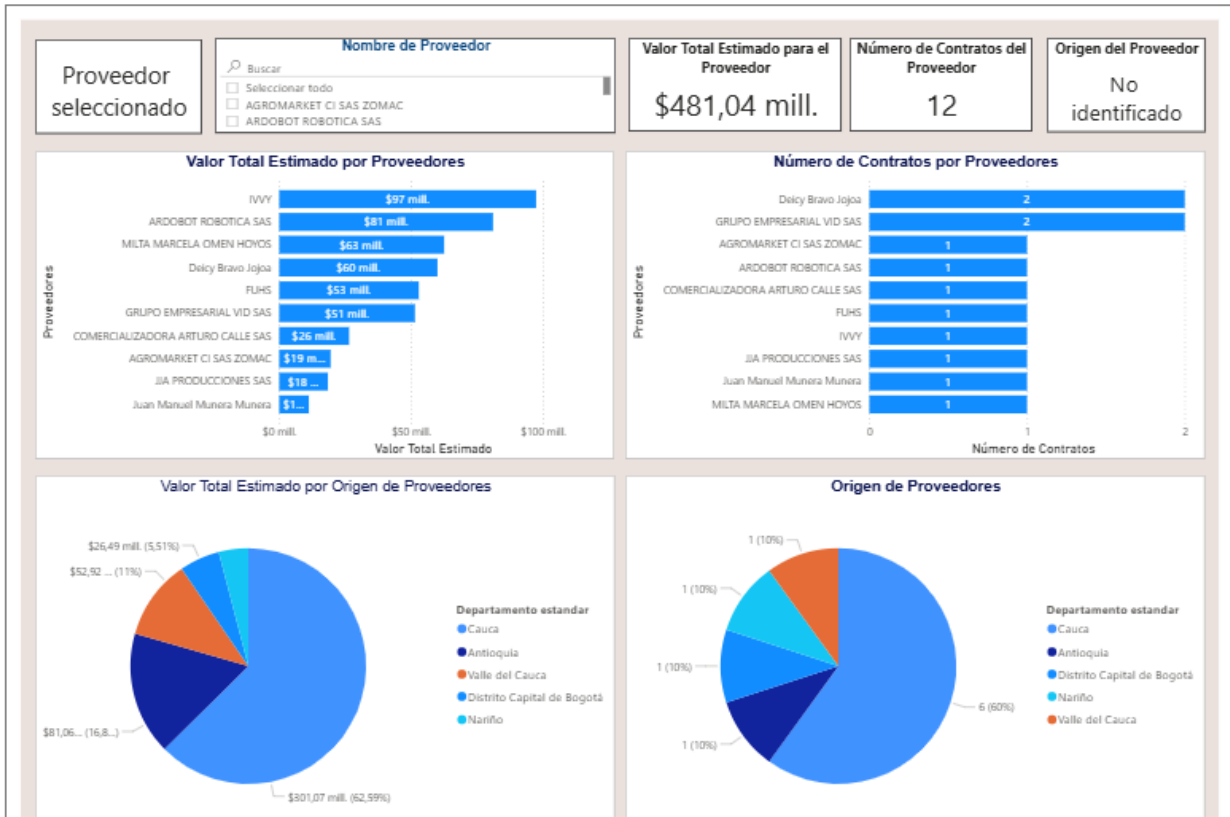 Proveedor
seleccionado
Nombre de Proveedor
Buscar
Seleccionar todo
AGROMARKET CI SAS ZOMAC
ARDOBOT ROBOTICA SAS
Valor Total Estimado para el
Proveedor
$481,04 mill.
Número de Contratos del
Proveedor
12
Origen del Proveedor
No
identificado
Valor Total Estimado por Proveedores
Proveedores
IVVY
$97 mill.
ARDOBOT ROBOTICA SAS
$81 mill.
MILTA MARCELA OMEN HOYOS
$63 mill.
Deicy Bravo Jojoa
$60 mill.
FUHS
$53 mill.
GRUPO EMPRESARIAL VID SAS
$51 mill.
COMERCIALIZADORA ARTURO CALLE SAS
$26 mill.
AGROMARKET CI SAS ZOMAC
$19 m...
JJA PRODUCCIONES SAS
$18 ...
Juan Manuel Munera Munera
$1...
$0 mill.
$50 mill.
$100 mill.
Valor Total Estimado
Número de Contratos por Proveedores
Proveedores
Deicy Bravo Jojoa
2
GRUPO EMPRESARIAL VID SAS
2
AGROMARKET CI SAS ZOMAC
1
ARDOBOT ROBOTICA SAS
1
COMERCIALIZADORA ARTURO CALLE SAS
1
FUHS
1
IVVY
1
JJA PRODUCCIONES SAS
1
Juan Manuel Munera Munera
1
MILTA MARCELA OMEN HOYOS
1
0
1
2
Número de Contratos
Valor Total Estimado por Origen de Proveedores
$26,49 mill. (5,51%)
$52,92 ... (11%)
$81,06... (16,8...)
$301,07 mill. (62,59%)
Departamento estandar
Cauca
Antioquia
Valle del Cauca
Distrito Capital de Bogotá
Nariño
Origen de Proveedores
1 (10%)
1 (10%)
1 (10%)
1 (10%)
6 (60%)
Departamento estandar
Cauca
Antioquia
Distrito Capital de Bogotá
Nariño
Valle del Cauca